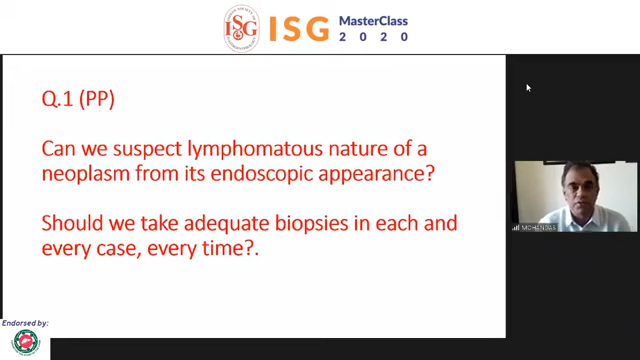 ISG
ISG
MasterClass
2 0 2 0
Q.1 (PP)
Can we suspect lymphomatous nature of a
neoplasm from its endoscopic appearance?
Should we take adequate biopsies in each and
every case, every time?.
Endorsed by: